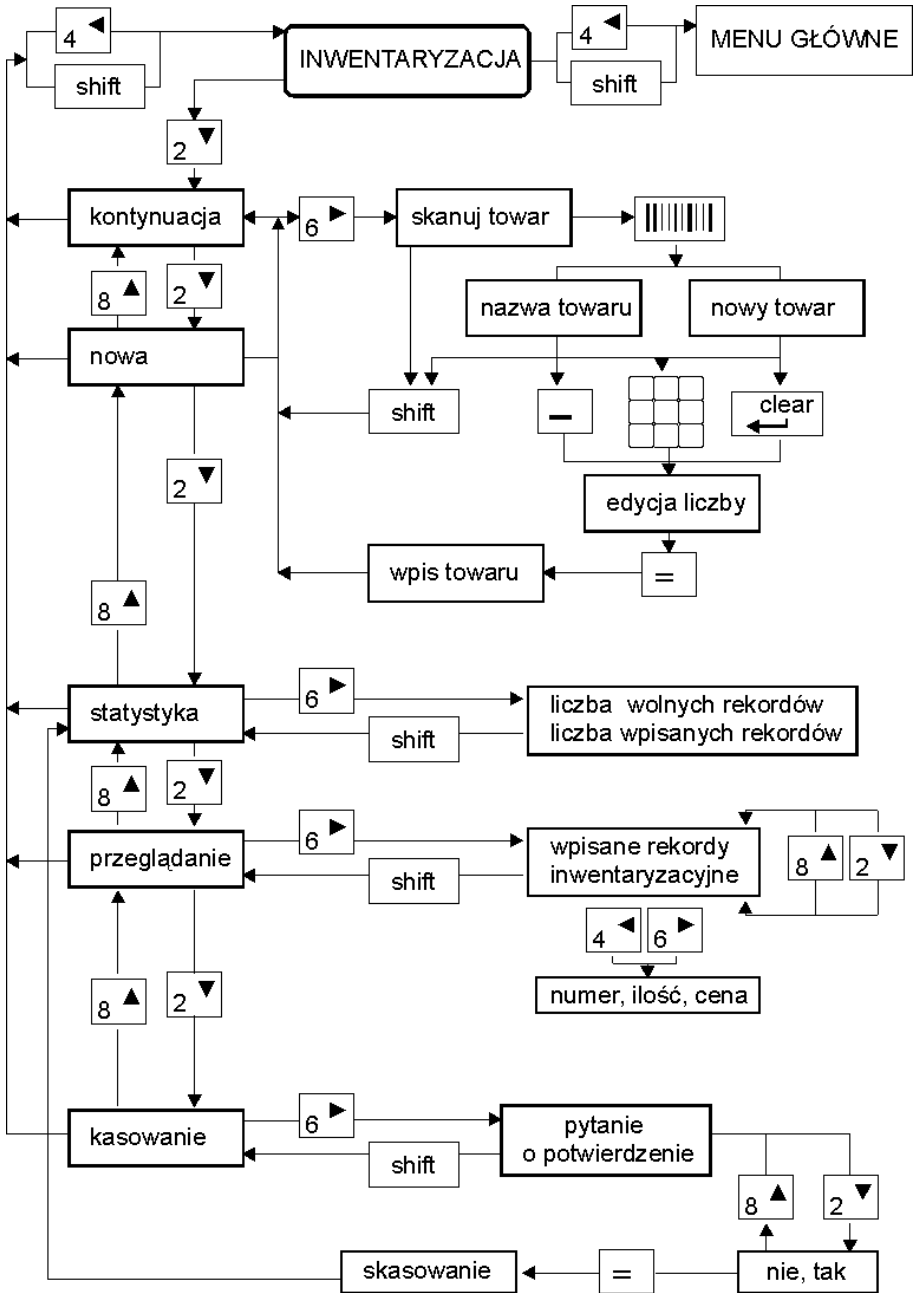 4 ◄
shift
INWENTARYZACJA
4 ◄
shift
MENU GŁÓWNE
2 ▼
kontynuacja
6 ►
skanuj towar
8 ▲
2 ▼
nazwa towaru
nowy towar
nowa
shift
–
clear
2 ▼
edycja liczby
wpis towaru
=
8 ▲
statystyka
6 ►
shift
liczba wolnych rekordów
liczba wpisanych rekordów
8 ▲
2 ▼
przeglądanie
6 ►
shift
wpisane rekordy
inwentaryzacyjne
8 ▲
2 ▼
4 ◄
6 ►
numer, ilość, cena
8 ▲
2 ▼
kasowanie
6 ►
shift
pytanie
o potwierdzenie
8 ▲
2 ▼
skasowanie
=
nie, tak